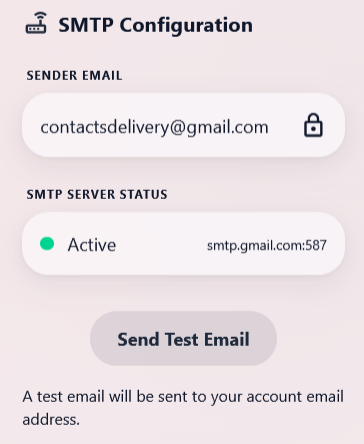 SMTP Configuration
SENDER EMAIL
contactsdelivery@gmail.com
SMTP SERVER STATUS
Active smtp.gmail.com:587
Send Test Email
A test email will be sent to your account email
address.